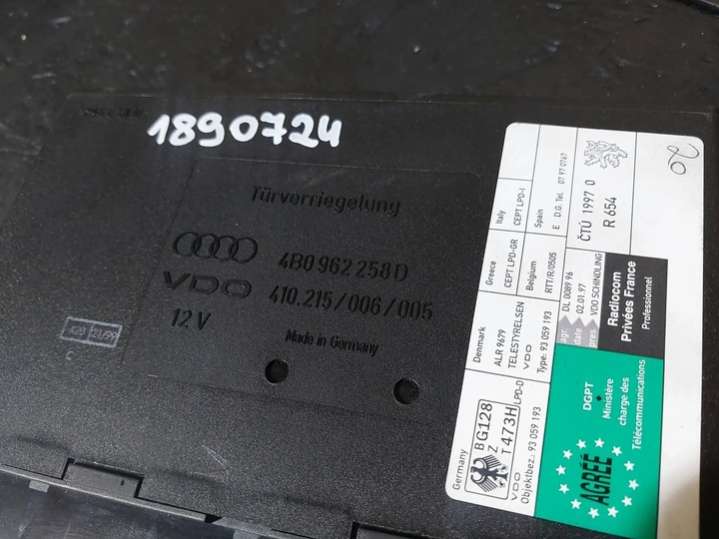 1890724
Türverriegelung
4B0 962 258 D
VDO 410.215/006/005
12 V
Made in Germany
C
Germany
BG128
Z
T473H
LPD-D
VDO
Objektbez.: 93 059 193
Denmark
ALR 9679
TELESTYRELSEN
VDO
Type: 93 059 193
Greece
CEPT LPD-GR
Belgium
RTT/R/0505
Italy
CEPT LPD-I
Spain
E D.G. Tel. 07 97 0767
ČTÚ 1997 0
R 654
DL 0089 96
02.01.97
VDO SCHINDLING
Radiocom
Privées France
Professionnel
DGPT
Ministère
charge des
Télécommunications
AGRÉÉ